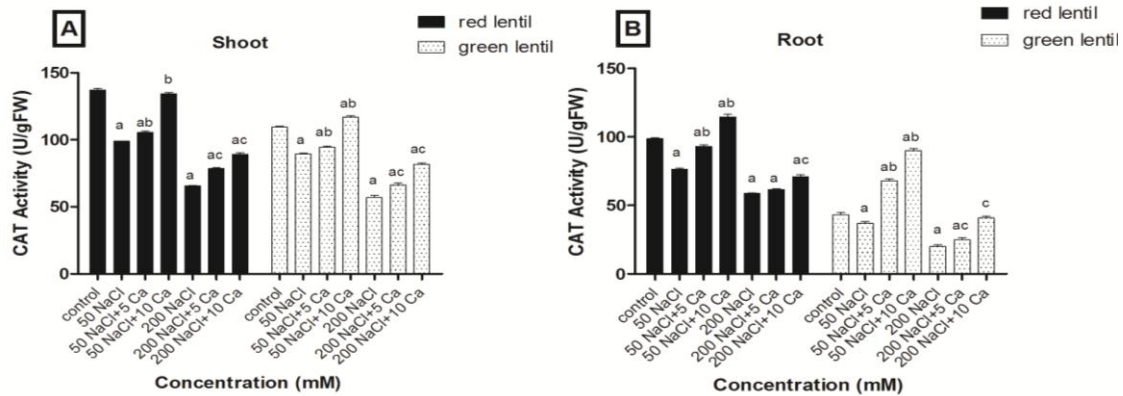 A
Shoot
red lentil
green lentil
CAT Activity (U/gFW)
150
100
50
0
a
ab
b
a
ac
ac
a
ab
ab
a
ac
ac
control
50 NaCl
50 NaCl+5 Ca
50 NaCl+10 Ca
200 NaCl
200 NaCl+5 Ca
200 NaCl+10 Ca
control
50 NaCl
50 NaCl+5 Ca
50 NaCl+10 Ca
200 NaCl
200 NaCl+5 Ca
200 NaCl+10 Ca
Concentration (mM)
B
Root
red lentil
green lentil
CAT Activity (U/gFW)
150
100
50
0
a
ab
ab
a
a
ac
a
ab
ab
a
ac
c
control
50 NaCl
50 NaCl+5 Ca
50 NaCl+10 Ca
200 NaCl
200 NaCl+5 Ca
200 NaCl+10 Ca
control
50 NaCl
50 NaCl+5 Ca
50 NaCl+10 Ca
200 NaCl
200 NaCl+5 Ca
200 NaCl+10 Ca
Concentration (mM)